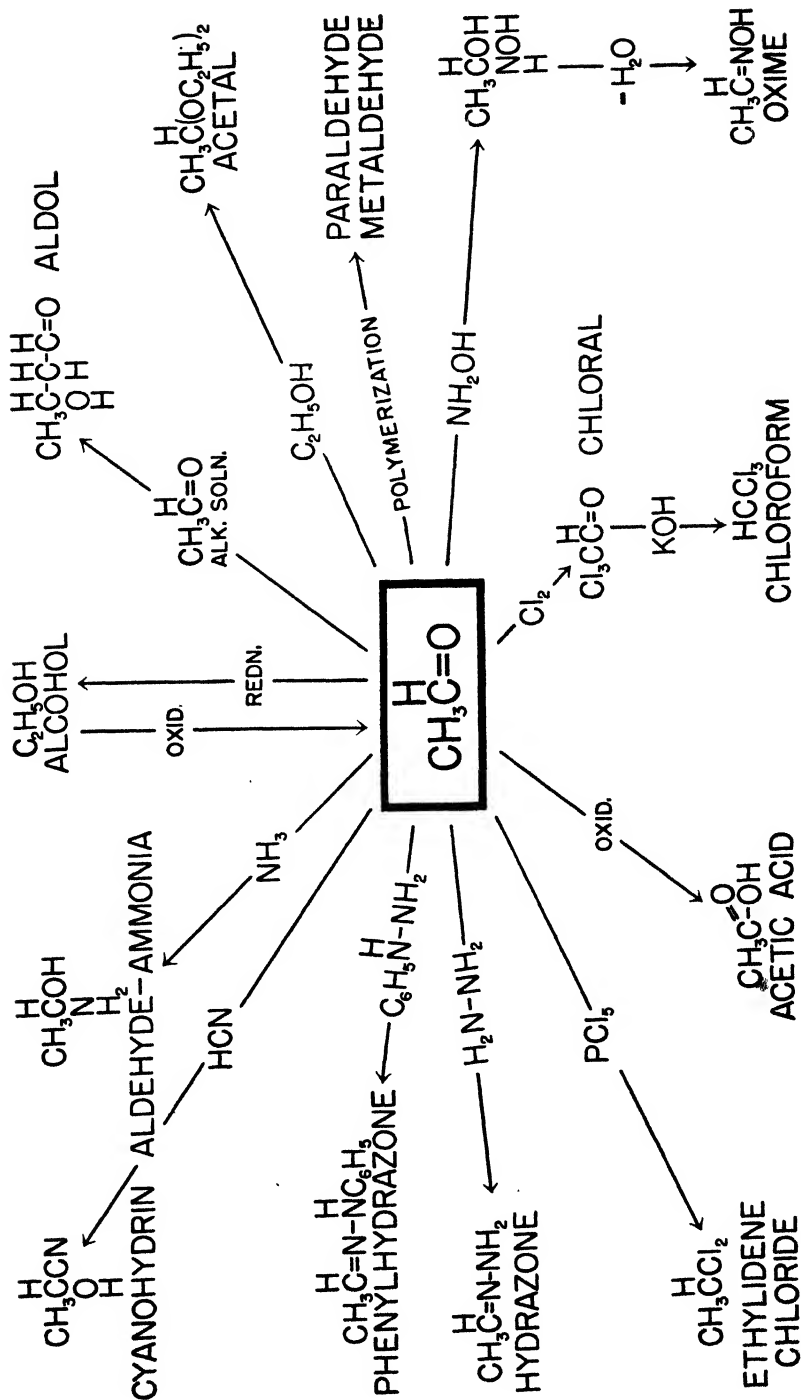 H
CH₃CCN
O
H
CYANOHYDRIN
HCN
H
CH₃COH
N
H₂
ALDEHYDE-AMMONIA
NH₃
C₂H₅OH
ALCOHOL
OXID.
REDN.
H
CH₃C=O
ALK. SOLN.
H H H
CH₃C-C-C=O ALDOL
O H
H
C₂H₅OH
H
CH₃C(OC₂H₅)₂
ACETAL
POLYMERIZATION
PARALDEHYDE
METALDEHYDE
NH₂OH
H
CH₃COH
NOH
H
-H₂O
H
CH₃C=NOH
OXIME
H
CH₃C=O
Cl₂
H
Cl₃CC=O CHLORAL
KOH
HCCl₃
CHLOROFORM
OXID.
O
CH₃C-OH
ACETIC ACID
PCl₅
H
CH₃CCl₂
ETHYLIDENE
CHLORIDE
H₂N-NH₂
H
CH₃C=N-NH₂
HYDRAZONE
H
C₆H₅N-NH₂
H H
CH₃C=N-NC₆H₅
PHENYLHYDRAZONE